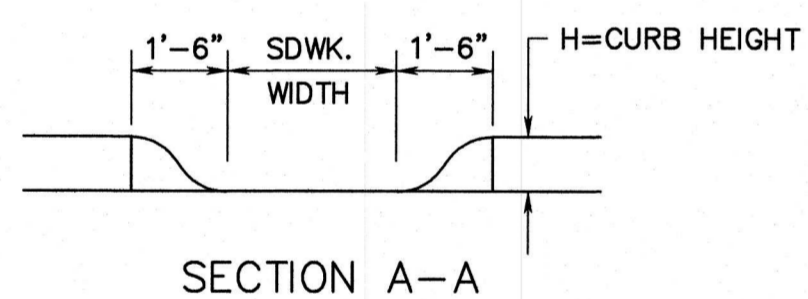 1'-6" SDWK. 1'-6" H=CURB HEIGHT
WIDTH
SECTION A-A